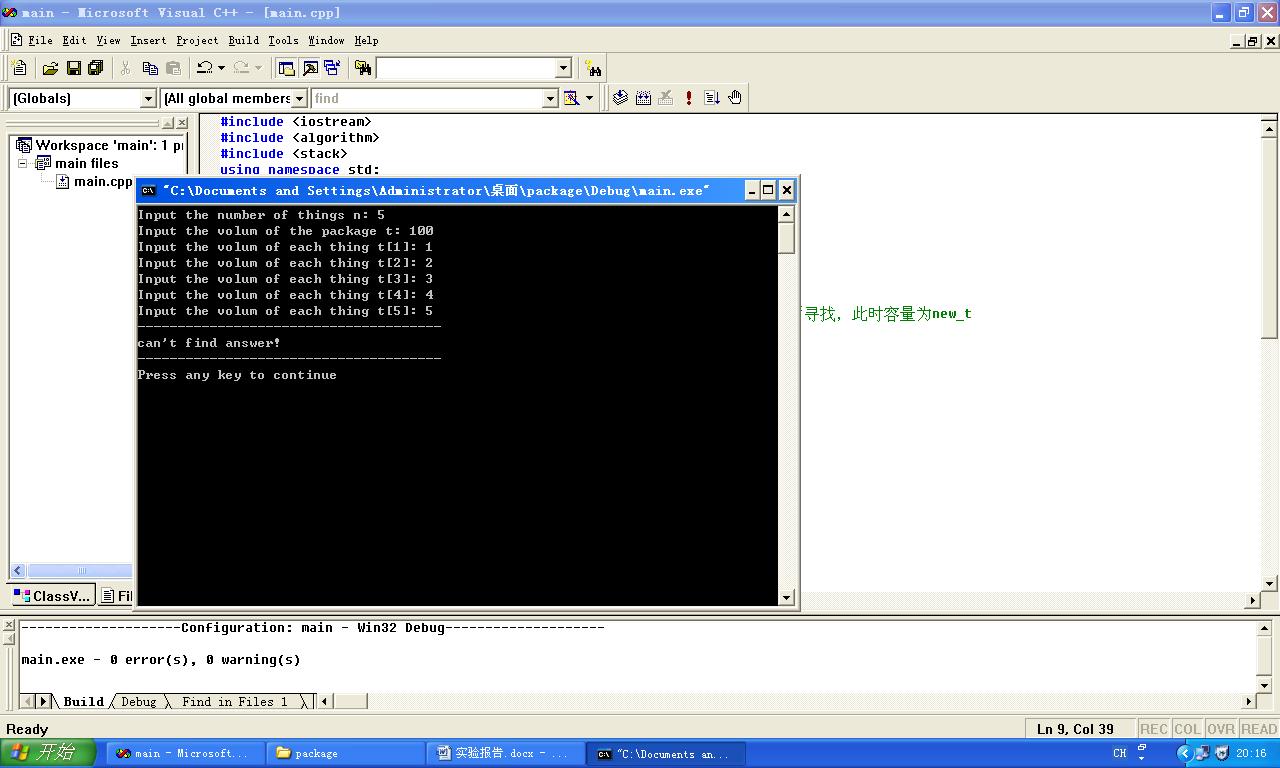 main - Microsoft Visual C++ - [main.cpp]
File Edit View Insert Project Build Tools Window Help
(Globals) (All global members find
Workspace 'main': 1 p
main files
main.cpp
#include <iostream>
#include <algorithm>
#include <stack>
using namespace std;
"C:\Documents and Settings\Administrator\桌面\package\Debug\main.exe"
Input the number of things n: 5
Input the volum of the package t: 100
Input the volum of each thing t[1]: 1
Input the volum of each thing t[2]: 2
Input the volum of each thing t[3]: 3
Input the volum of each thing t[4]: 4
Input the volum of each thing t[5]: 5
--------------------------------------
can't find answer!
--------------------------------------
Press any key to continue
寻找，此时容量为new_t
ClassV... Fil
--------------------Configuration: main - Win32 Debug--------------------
main.exe - 0 error(s), 0 warning(s)
Build Debug Find in Files 1
Ready Ln 9, Col 39 REC COL OVR READ
开始 main - Microsoft... package 实验报告.docx - ... "C:\Documents an... CH 20:16